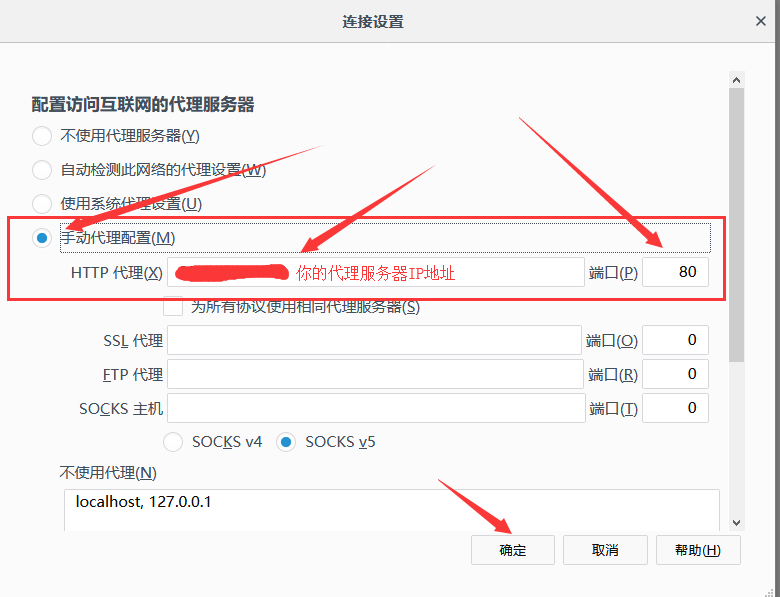 连接设置
配置访问互联网的代理服务器
不使用代理服务器(Y)
自动检测此网络的代理设置(W)
使用系统代理设置(U)
手动代理配置(M)
HTTP 代理(X) 你的代理服务器IP地址 端口(P) 80
为所有协议使用相同代理服务器(S)
SSL 代理 端口(O) 0
FTP 代理 端口(R) 0
SOCKS 主机 端口(T) 0
SOCKS v4 SOCKS v5
不使用代理(N)
localhost, 127.0.0.1
确定 取消 帮助(H)